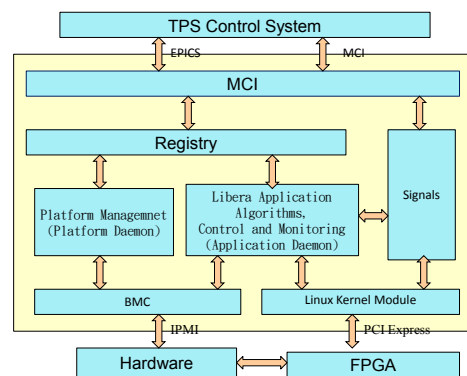 TPS Control System
EPICS
MCI
MCI
Registry
Signals
Platform Managemnet
(Platform Daemon)
Libera Application
Algorithms,
Control and Monitoring
(Application Daemon)
BMC
Linux Kernel Module
IPMI
PCI Express
Hardware
FPGA